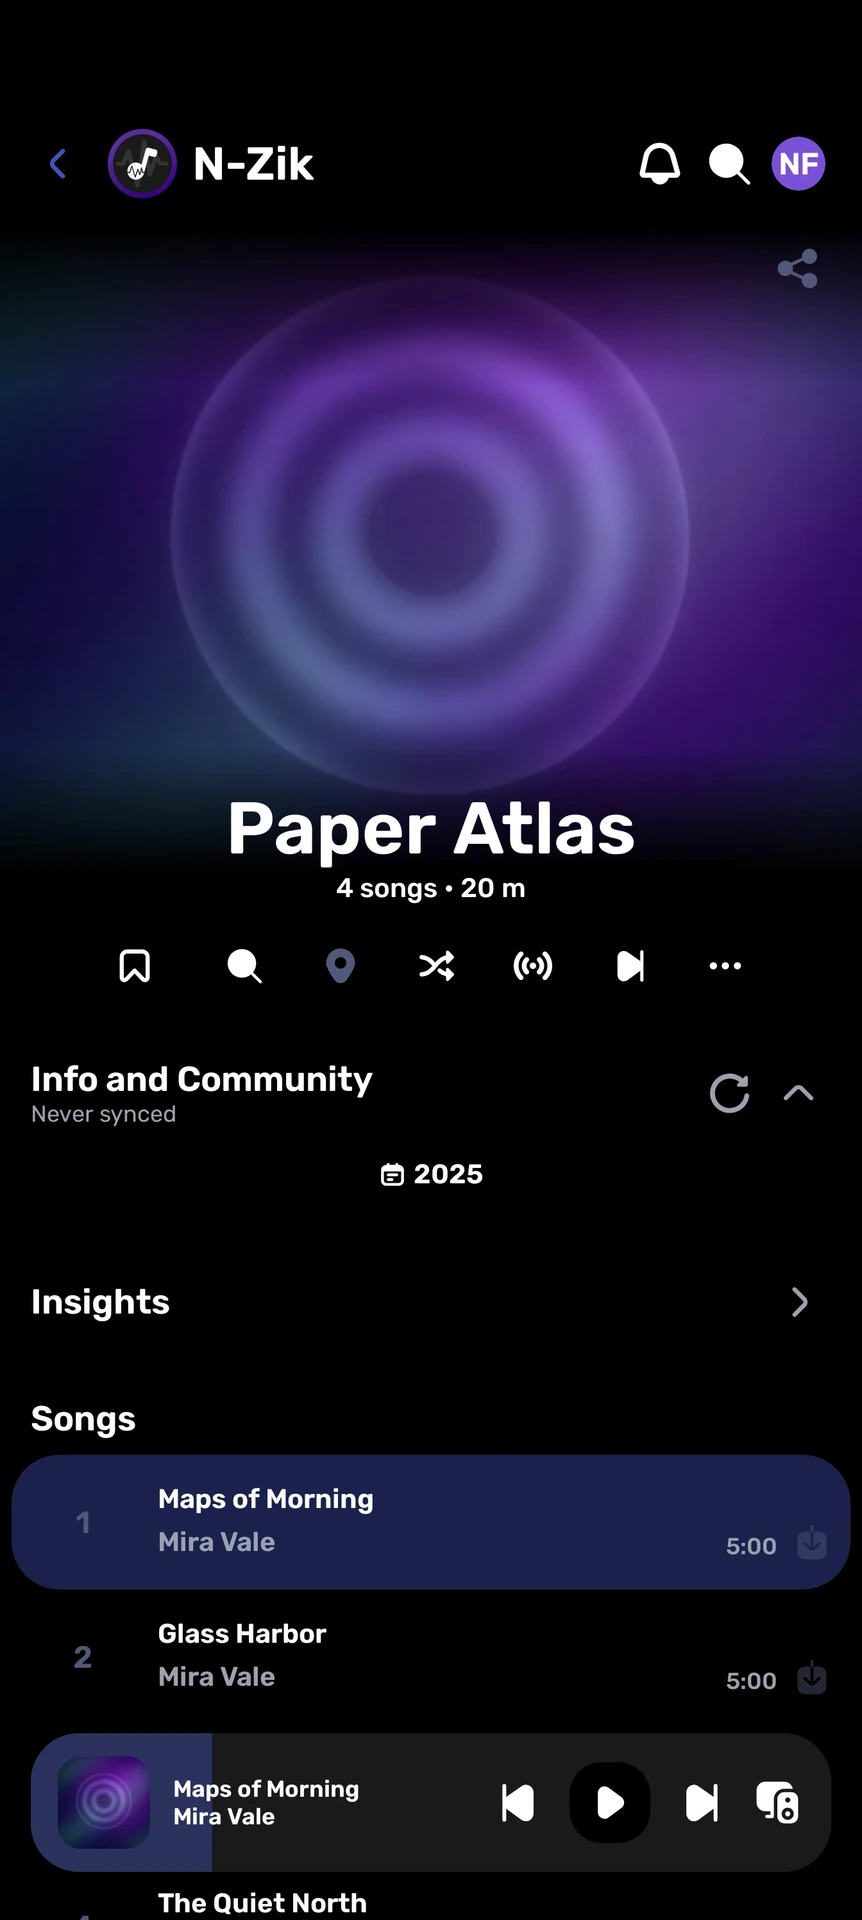 N-Zik
NF
Paper Atlas
4 songs • 20 m
Info and Community
Never synced
2025
Insights
Songs
1
Maps of Morning
Mira Vale
5:00
2
Glass Harbor
Mira Vale
5:00
Maps of Morning
Mira Vale
The Quiet North